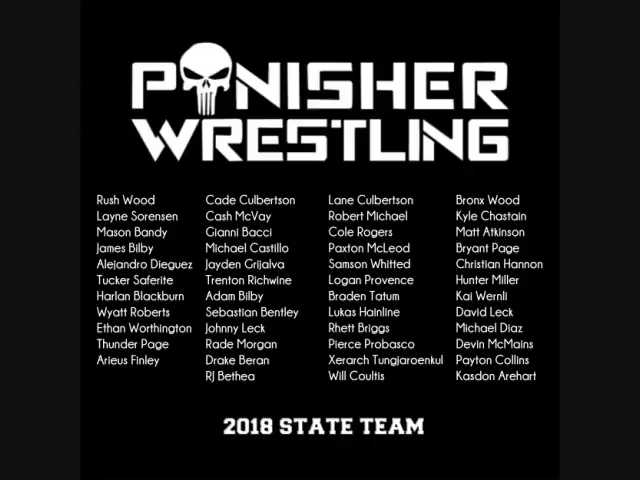 PUNISHER
WRESTLING
Rush Wood
Layne Sorensen
Mason Bandy
James Bilby
Alejandro Dieguez
Tucker Saferite
Harlan Blackburn
Wyatt Roberts
Ethan Worthington
Thunder Page
Arieus Finley
Cade Culbertson
Cash McVay
Gianni Bacci
Michael Castillo
Jayden Grijalva
Trenton Richwine
Adam Bilby
Sebastian Bentley
Johnny Leck
Rade Morgan
Drake Beran
RJ Bethea
Lane Culbertson
Robert Michael
Cole Rogers
Paxton McLeod
Samson Whitted
Logan Provence
Braden Tatum
Lukas Hainline
Rhett Briggs
Pierce Probasco
Xerarch Tungjaroenkul
Will Coultis
Bronx Wood
Kyle Chastain
Matt Atkinson
Bryant Page
Christian Hannon
Hunter Miller
Kai Wernli
David Leck
Michael Diaz
Devin McMains
Payton Collins
Kasdon Arehart
2018 STATE TEAM